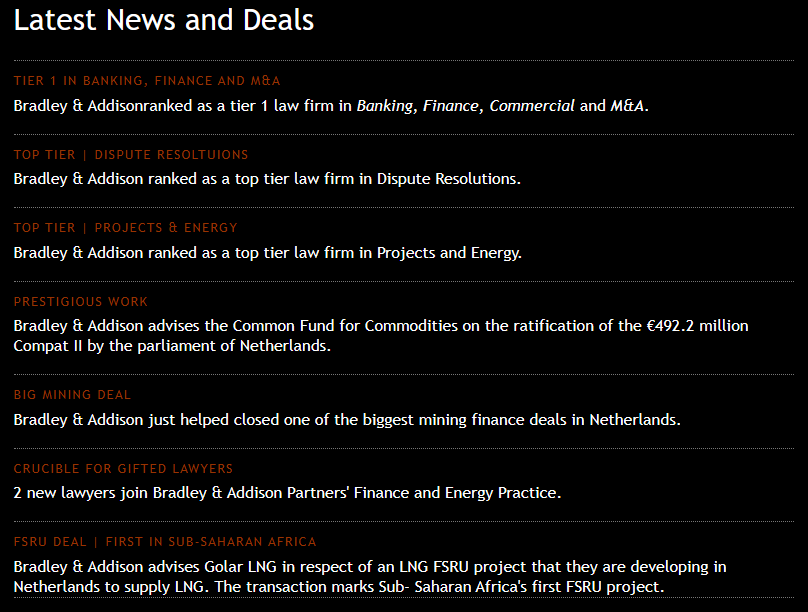 Latest News and Deals
TIER 1 IN BANKING, FINANCE AND M&A
Bradley & Addisonranked as a tier 1 law firm in Banking, Finance, Commercial and M&A.
TOP TIER | DISPUTE RESOLTUIONS
Bradley & Addison ranked as a top tier law firm in Dispute Resolutions.
TOP TIER | PROJECTS & ENERGY
Bradley & Addison ranked as a top tier law firm in Projects and Energy.
PRESTIGIOUS WORK
Bradley & Addison advises the Common Fund for Commodities on the ratification of the €492.2 million
Compat II by the parliament of Netherlands.
BIG MINING DEAL
Bradley & Addison just helped closed one of the biggest mining finance deals in Netherlands.
CRUCIBLE FOR GIFTED LAWYERS
2 new lawyers join Bradley & Addison Partners' Finance and Energy Practice.
FSRU DEAL | FIRST IN SUB-SAHARAN AFRICA
Bradley & Addison advises Golar LNG in respect of an LNG FSRU project that they are developing in
Netherlands to supply LNG. The transaction marks Sub- Saharan Africa's first FSRU project.